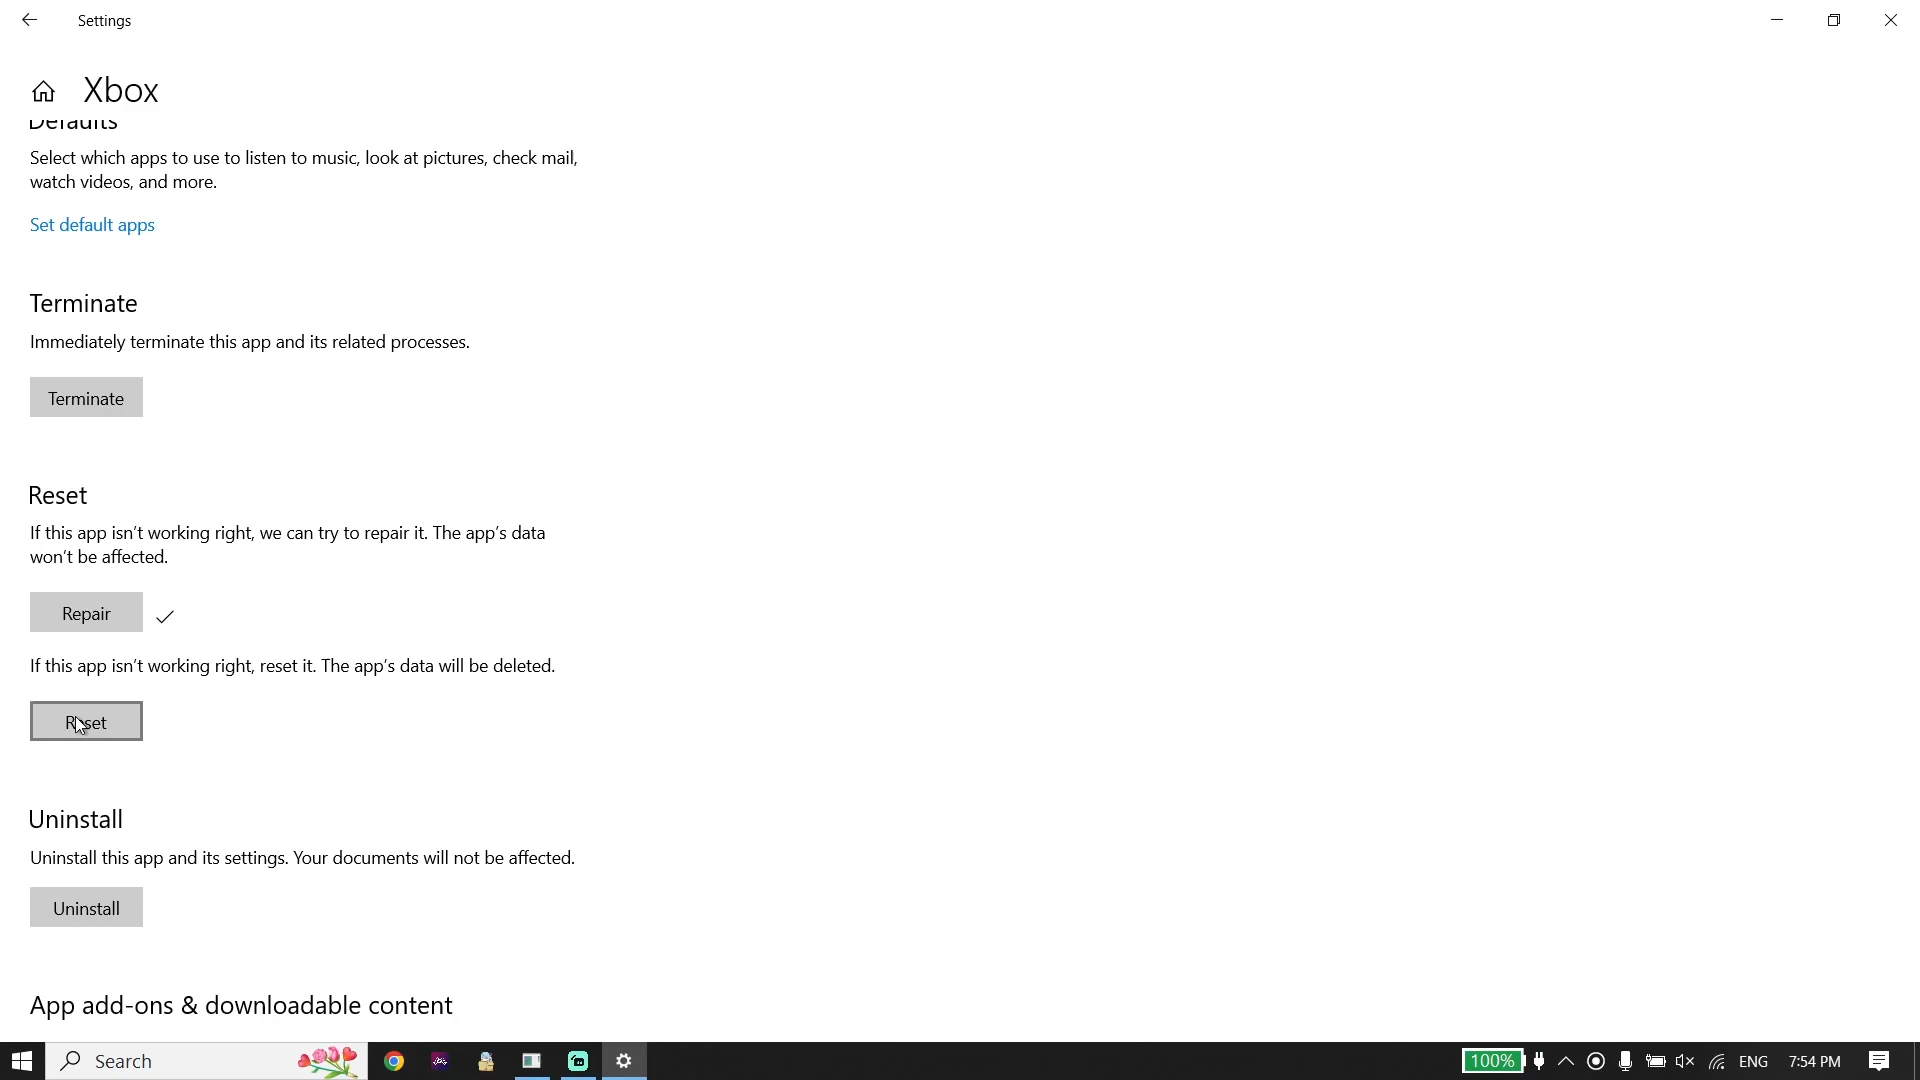 Settings
Xbox
Defaults
Select which apps to use to listen to music, look at pictures, check mail,
watch videos, and more.
Set default apps
Terminate
Immediately terminate this app and its related processes.
Terminate
Reset
If this app isn't working right, we can try to repair it. The app's data
won't be affected.
Repair
If this app isn't working right, reset it. The app's data will be deleted.
Reset
Uninstall
Uninstall this app and its settings. Your documents will not be affected.
Uninstall
App add-ons & downloadable content
Search
100%
ENG
7:54 PM